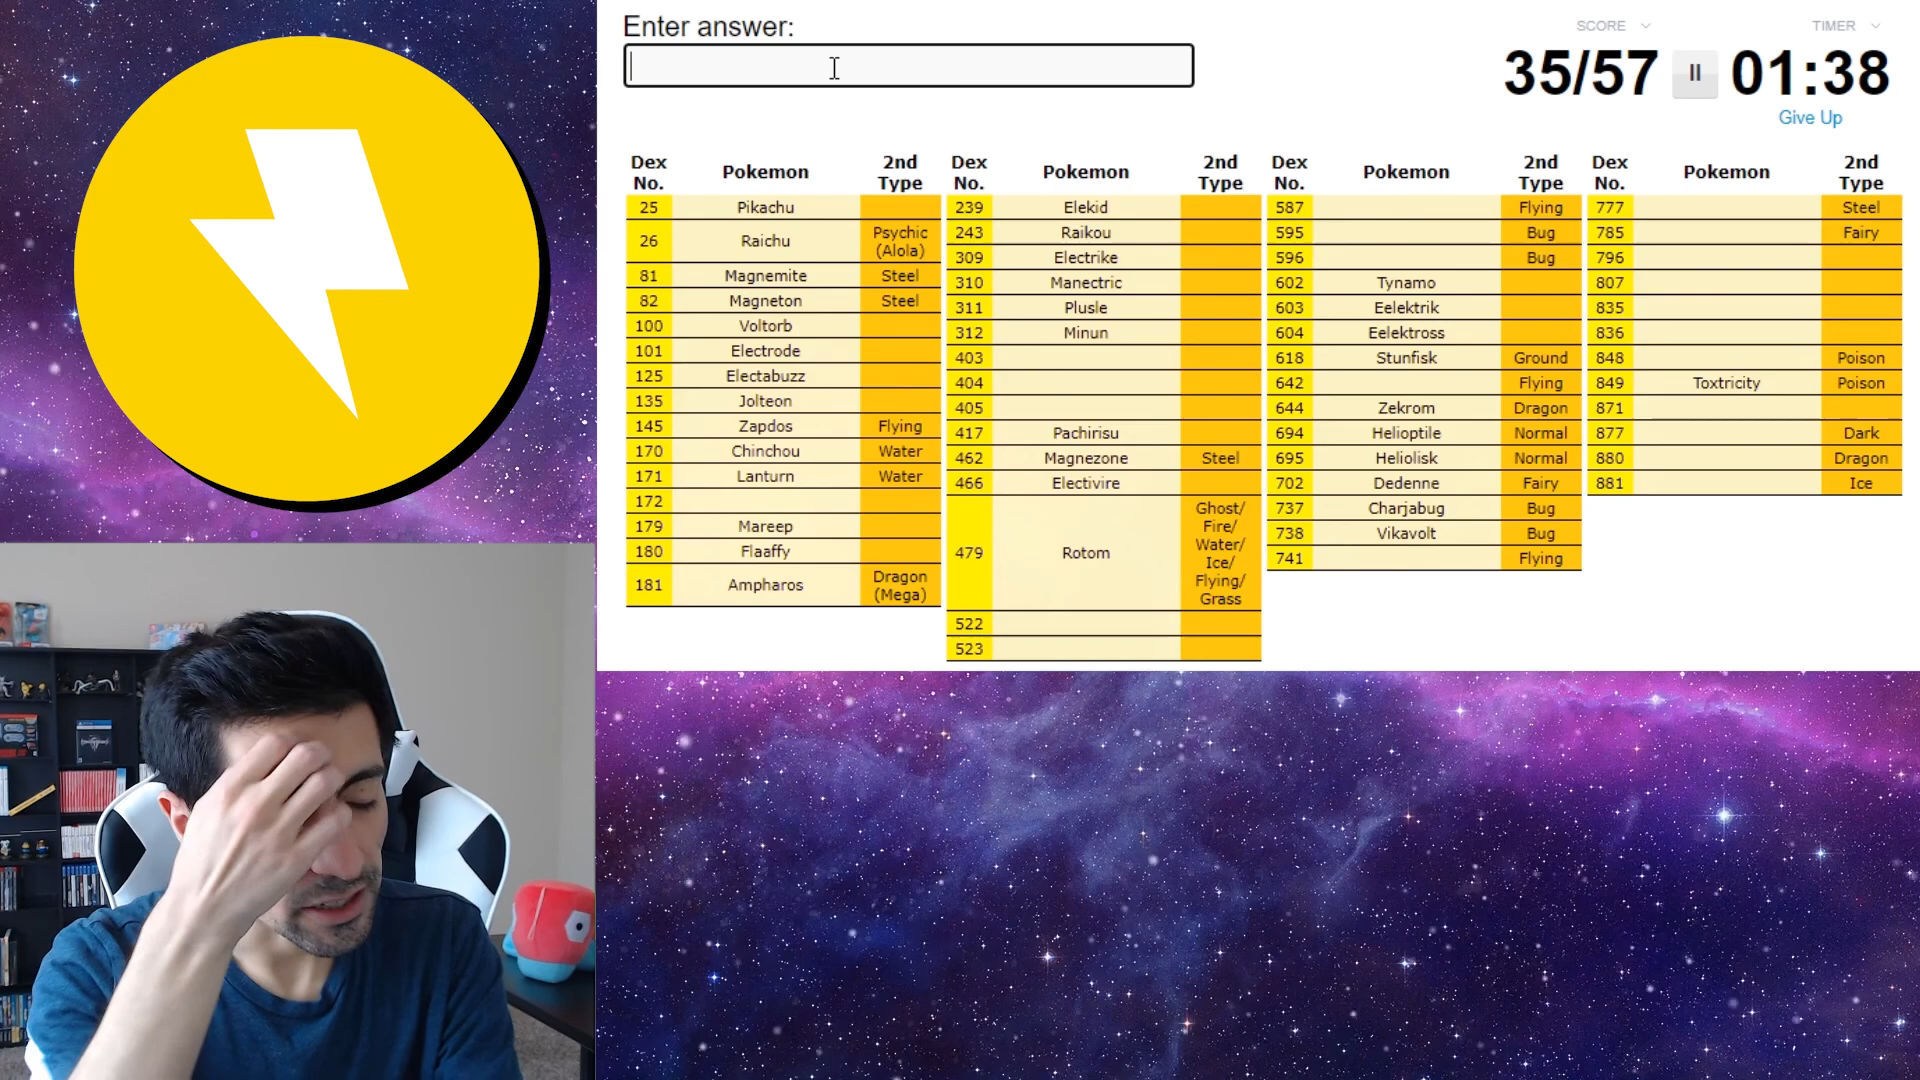 Enter answer:
SCORE
TIMER
35/57
01:38
Give Up
Dex No. Pokemon 2nd Type
25 Pikachu
26 Raichu Psychic (Alola)
81 Magnemite Steel
82 Magneton Steel
100 Voltorb
101 Electrode
125 Electabuzz
135 Jolteon
145 Zapdos Flying
170 Chinchou Water
171 Lanturn Water
172
179 Mareep
180 Flaaffy
181 Ampharos Dragon (Mega)
Dex No. Pokemon 2nd Type
239 Elekid
243 Raikou
309 Electrike
310 Manectric
311 Plusle
312 Minun
403
404
405
417 Pachirisu
462 Magnezone Steel
466 Electivire
479 Rotom Ghost/ Fire/ Water/ Ice/ Flying/ Grass
522
523
Dex No. Pokemon 2nd Type
587 Flying
595 Bug
596 Bug
602 Tynamo
603 Eelektrik
604 Eelektross
618 Stunfisk Ground
642 Flying
644 Zekrom Dragon
694 Helioptile Normal
695 Heliolisk Normal
702 Dedenne Fairy
737 Charjabug Bug
738 Vikavolt Bug
741 Flying
Dex No. Pokemon 2nd Type
777 Steel
785 Fairy
796
807
835
836
848 Poison
849 Toxtricity Poison
871
877 Dark
880 Dragon
881 Ice